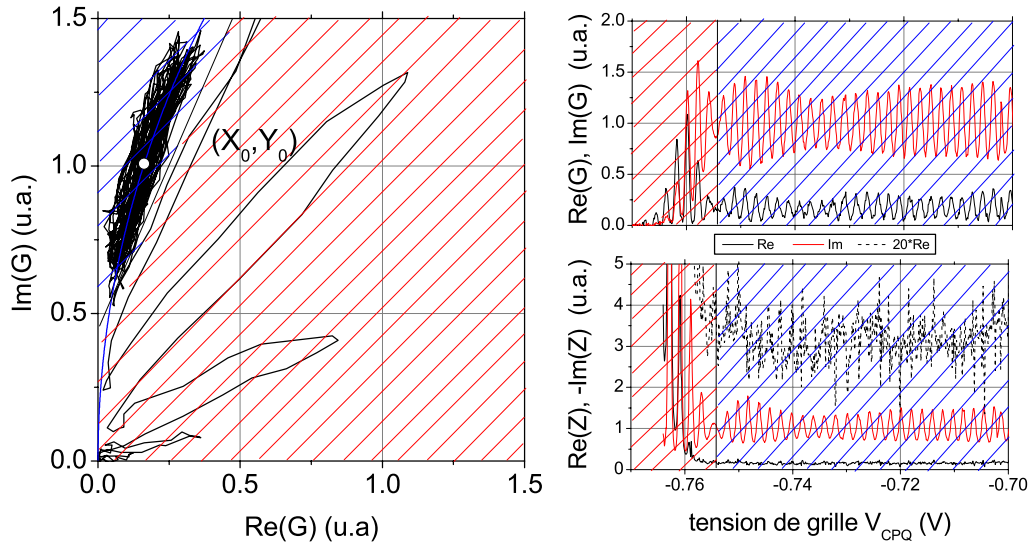 Im(G) (u.a.)
1.5
1.0
0.5
0.0
(X0,Y0)
0.0 0.5 1.0 1.5
Re(G) (u.a)
Re(G), Im(G) (u.a.)
2.0
1.5
1.0
0.5
0.0
Re Im 20*Re
Re(Z), -Im(Z) (u.a.)
5
4
3
2
1
0
-0.76 -0.74 -0.72 -0.70
tension de grille VCPQ (V)